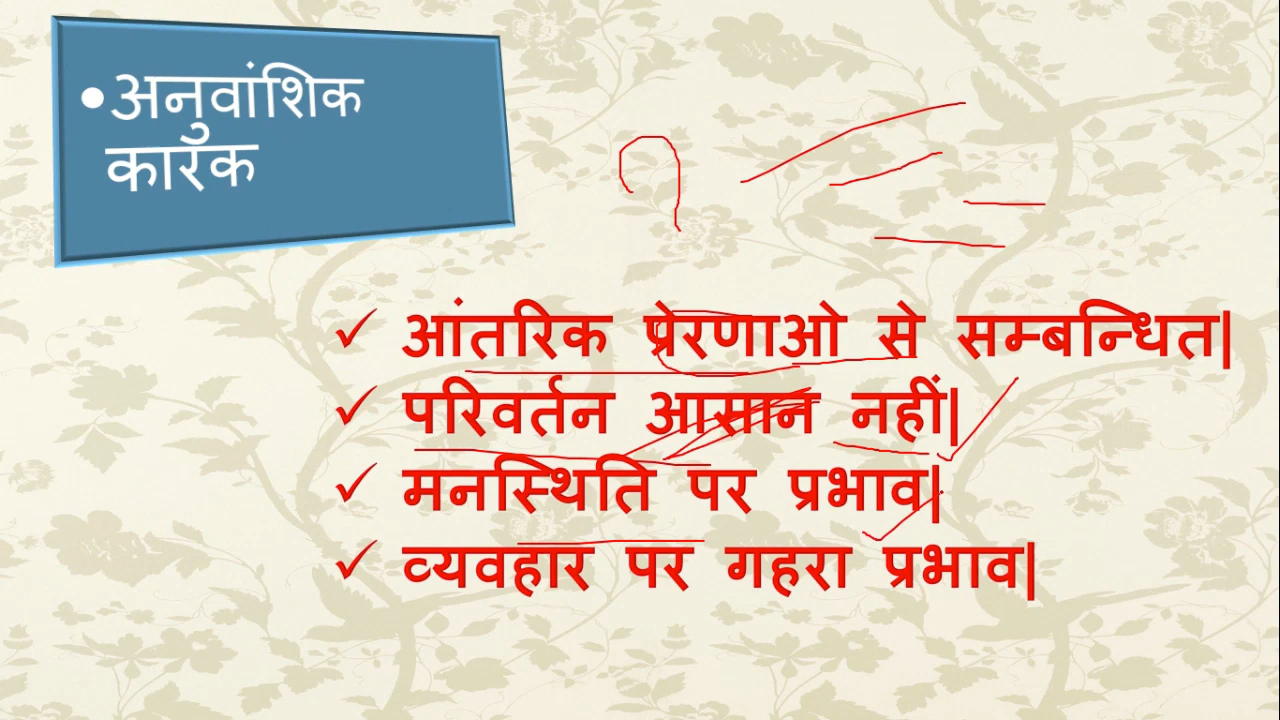 •अनुवांशिक
कारक
✓ आंतरिक प्रेरणाओ से सम्बन्धित|
✓ परिवर्तन आसान नहीं|
✓ मनस्थिति पर प्रभाव|
✓ व्यवहार पर गहरा प्रभाव|